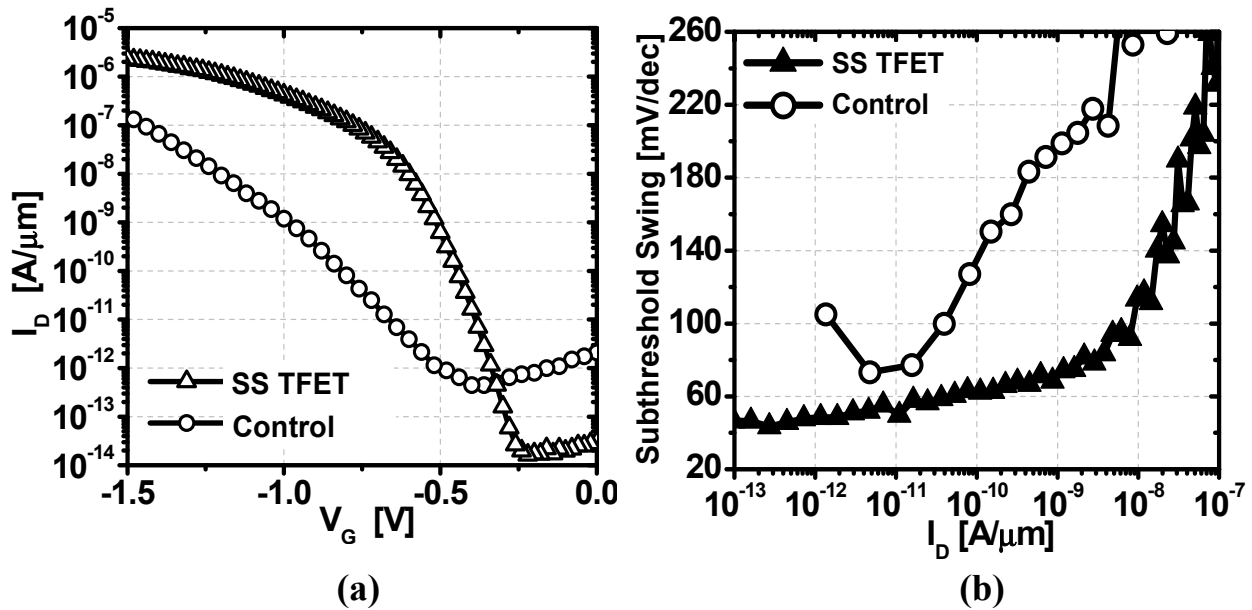 10⁻⁵
10⁻⁶
10⁻⁷
10⁻⁸
10⁻⁹
10⁻¹⁰
10⁻¹¹
10⁻¹²
10⁻¹³
10⁻¹⁴
I_D [A/μm]
SS TFET
Control
-1.5 -1.0 -0.5 0.0
V_G [V]
(a)
260
220
180
140
100
60
20
Subthreshold Swing [mV/dec]
SS TFET
Control
10⁻¹³ 10⁻¹² 10⁻¹¹ 10⁻¹⁰ 10⁻⁹ 10⁻⁸ 10⁻⁷
I_D [A/μm]
(b)